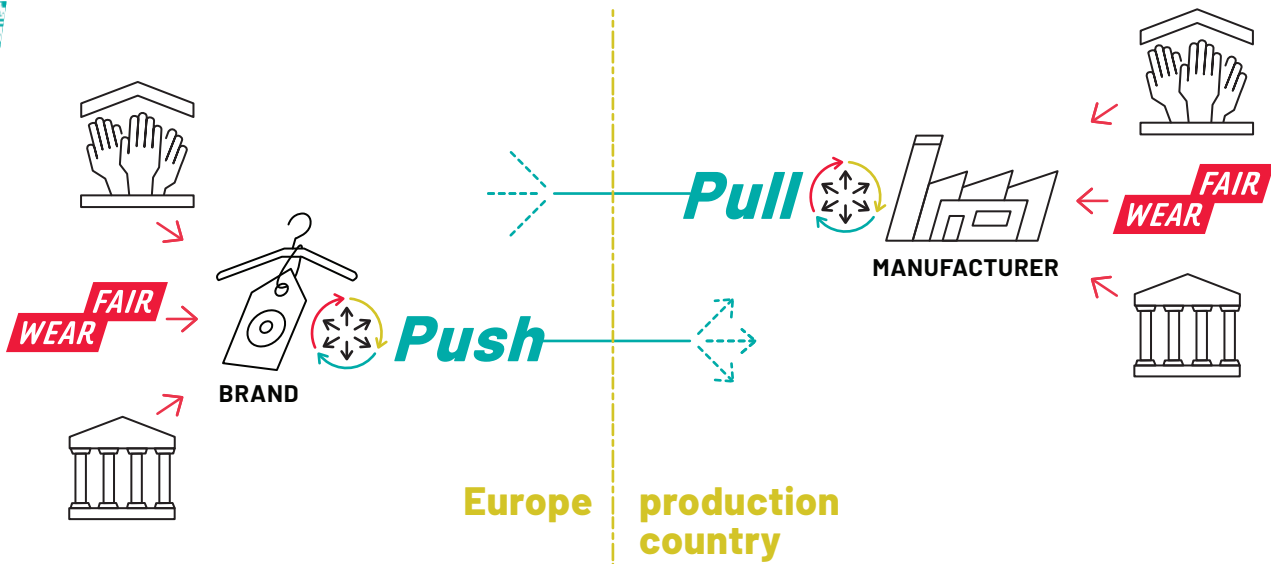 FAIR
WEAR
BRAND
Push
Pull
MANUFACTURER
FAIR
WEAR
Europe
production
country